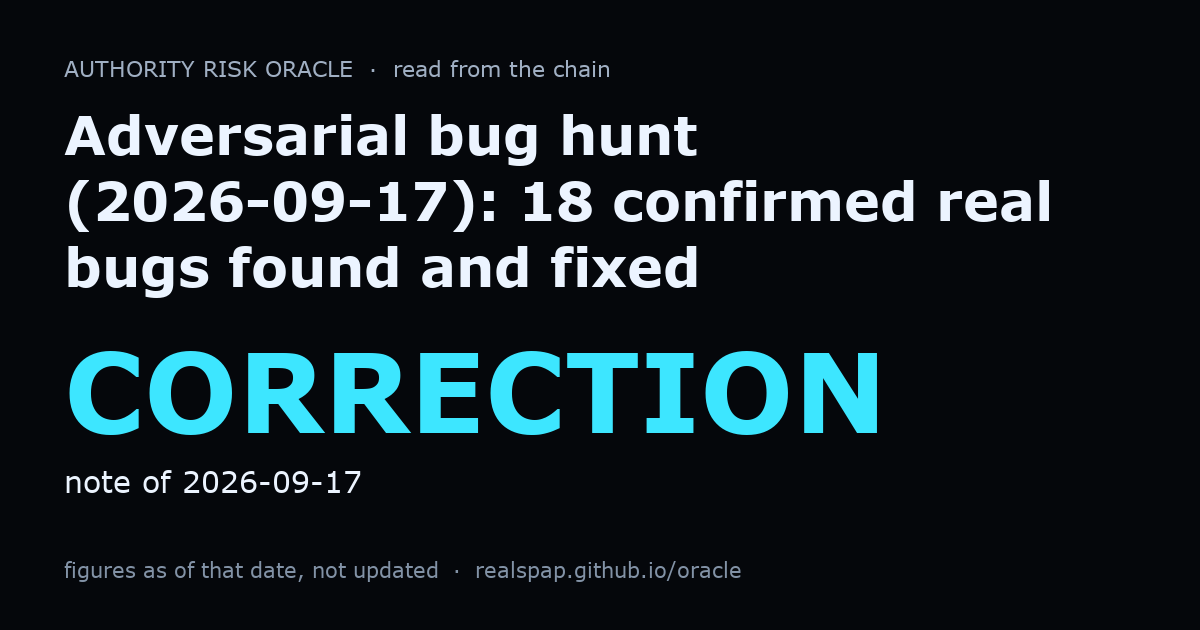 AUTHORITY RISK ORACLE · read from the chain
Adversarial bug hunt
(2026-09-17): 18 confirmed real
bugs found and fixed
CORRECTION
note of 2026-09-17
figures as of that date, not updated · realspap.github.io/oracle